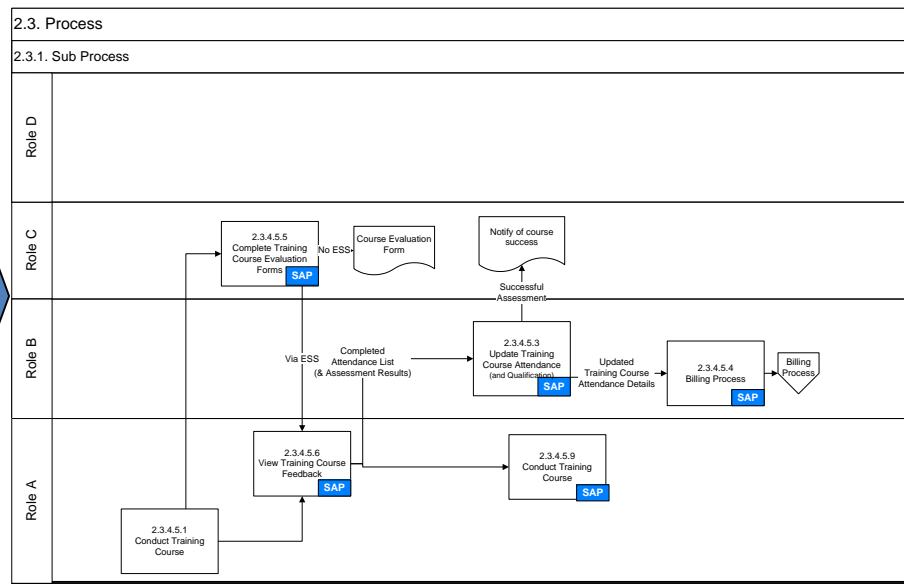 2.3. Process
2.3.1. Sub Process
Role D
Role C
2.3.4.5.5
Complete Training
Course Evaluation
Forms
SAP
No ESS
Course Evaluation
Form
Notify of course
success
Successful
Assessment
Role B
Via ESS
Completed
Attendance List
(& Assessment Results)
2.3.4.5.3
Update Training
Course Attendance
(and Qualification)
SAP
Updated
Training Course
Attendance Details
2.3.4.5.4
Billing Process
SAP
Billing
Process
Role A
2.3.4.5.6
View Training Course
Feedback
SAP
2.3.4.5.9
Conduct Training
Course
SAP
2.3.4.5.1
Conduct Training
Course